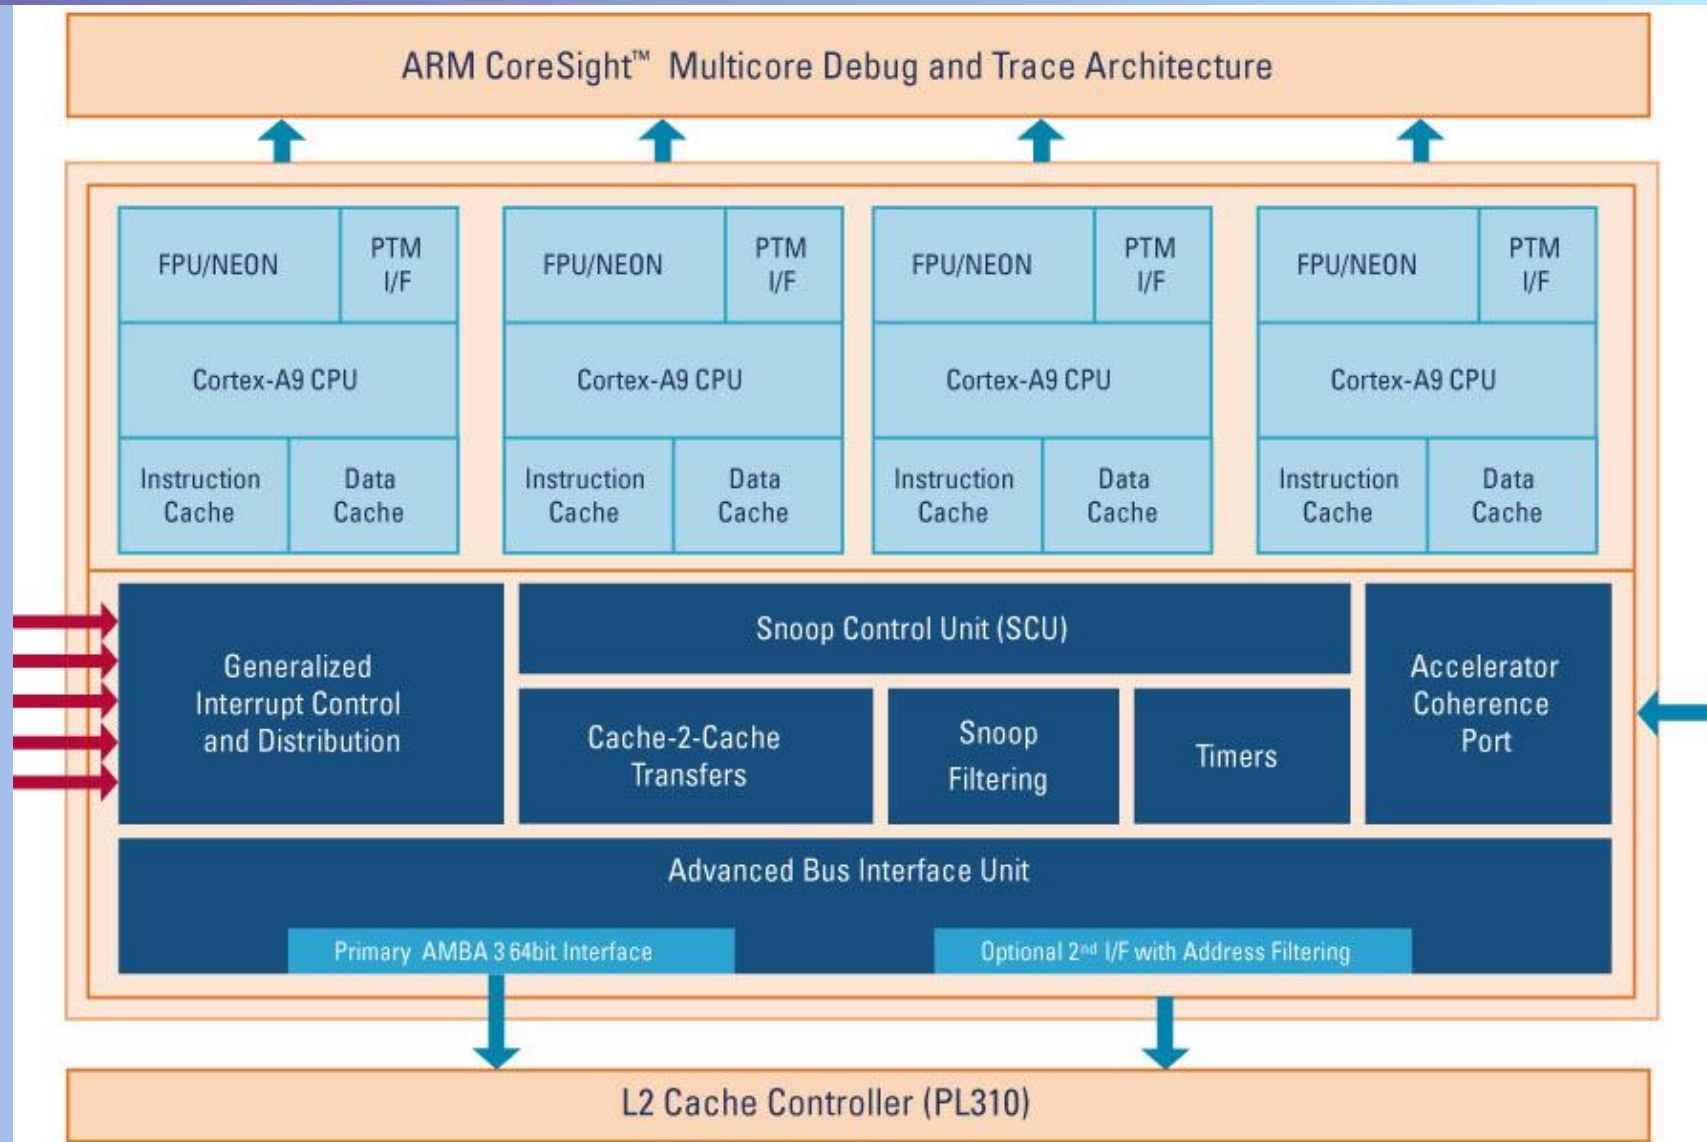 ARM CoreSight™ Multicore Debug and Trace Architecture
FPU/NEON
PTM
I/F
Cortex-A9 CPU
Instruction
Cache
Data
Cache
FPU/NEON
PTM
I/F
Cortex-A9 CPU
Instruction
Cache
Data
Cache
FPU/NEON
PTM
I/F
Cortex-A9 CPU
Instruction
Cache
Data
Cache
FPU/NEON
PTM
I/F
Cortex-A9 CPU
Instruction
Cache
Data
Cache
Generalized
Interrupt Control
and Distribution
Snoop Control Unit (SCU)
Cache-2-Cache
Transfers
Snoop
Filtering
Timers
Accelerator
Coherence
Port
Advanced Bus Interface Unit
Primary AMBA 3 64bit Interface
Optional 2nd I/F with Address Filtering
L2 Cache Controller (PL310)